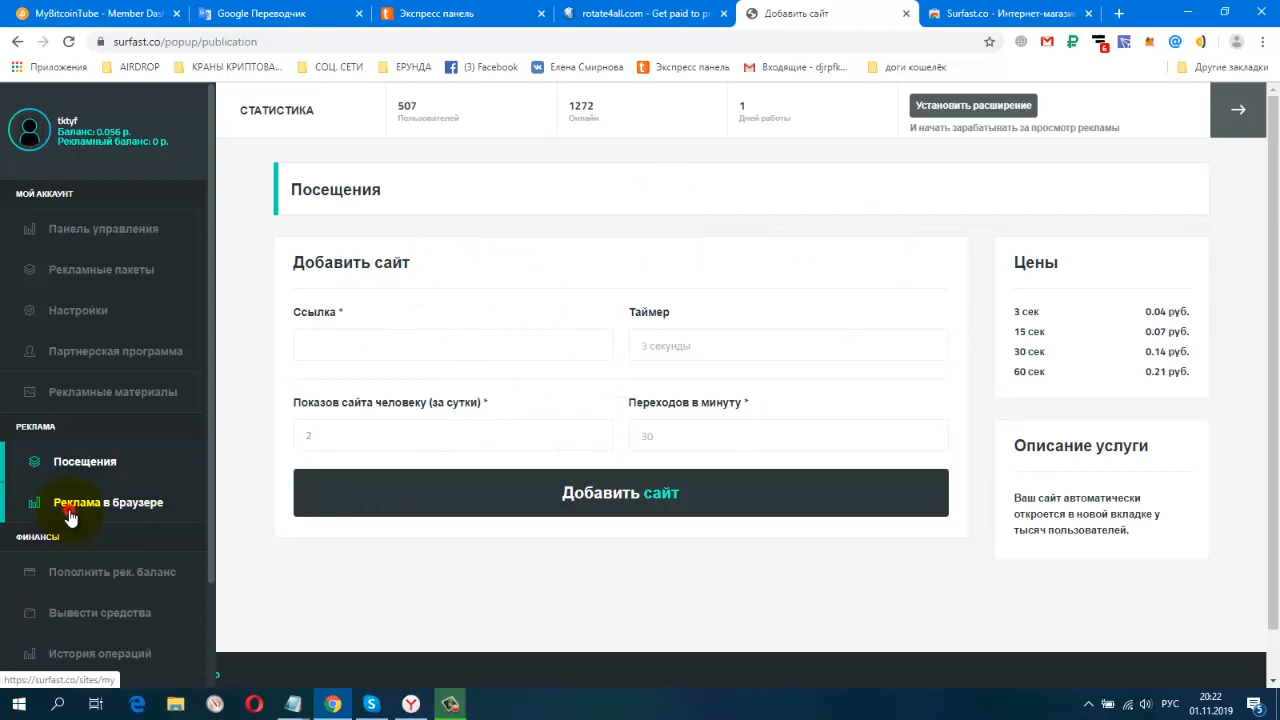 MyBitcoinTube - Member Dash
Google Переводчик
Экспресс панель
rotate4all.com - Get paid to pr
Добавить сайт
Surfast.co - Интернет-магазин
surfast.co/popup/publication
6
Приложения
AIRDROP
КРАНЫ КРИПТОВА...
СОЦ. СЕТИ
ЕРУНДА
(3) Facebook
Елена Смирнова
Экспресс панель
Входящие - djrpfk...
доги кошелёк
Другие закладки
tktyf
Баланс: 0.056 р.
Рекламный баланс: 0 р.
СТАТИСТИКА
507
Пользователей
1272
Онлайн
1
Дней работы
Установить расширение
И начать зарабатывать за просмотр рекламы
МОЙ АККАУНТ
Панель управления
Рекламные пакеты
Настройки
Партнерская программа
Рекламные материалы
РЕКЛАМА
Посещения
Реклама в браузере
ФИНАНСЫ
Пополнить рек. баланс
Вывести средства
История операций
Посещения
Добавить сайт
Ссылка *
Таймер
3 секунды
Показов сайта человеку (за сутки) *
Переходов в минуту *
2
30
Добавить сайт
Цены
3 сек 0.04 руб.
15 сек 0.07 руб.
30 сек 0.14 руб.
60 сек 0.21 руб.
Описание услуги
Ваш сайт автоматически
откроется в новой вкладке у
тысяч пользователей.
https://surfast.co/sites/my
РУС
20:22
01.11.2019
5